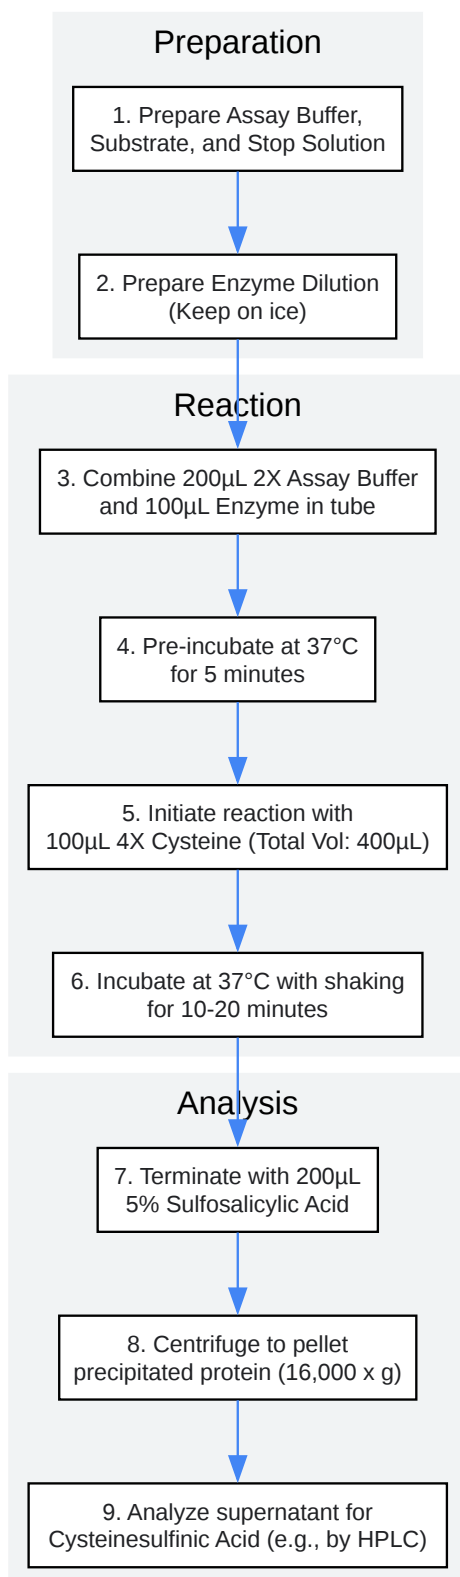 Preparation
1. Prepare Assay Buffer,
Substrate, and Stop Solution
2. Prepare Enzyme Dilution
(Keep on ice)
Reaction
3. Combine 200µL 2X Assay Buffer
and 100µL Enzyme in tube
4. Pre-incubate at 37°C
for 5 minutes
5. Initiate reaction with
100µL 4X Cysteine (Total Vol: 400µL)
6. Incubate at 37°C with shaking
for 10-20 minutes
Analysis
7. Terminate with 200µL
5% Sulfosalicylic Acid
8. Centrifuge to pellet
precipitated protein (16,000 x g)
9. Analyze supernatant for
Cysteinesulfinic Acid (e.g., by HPLC)